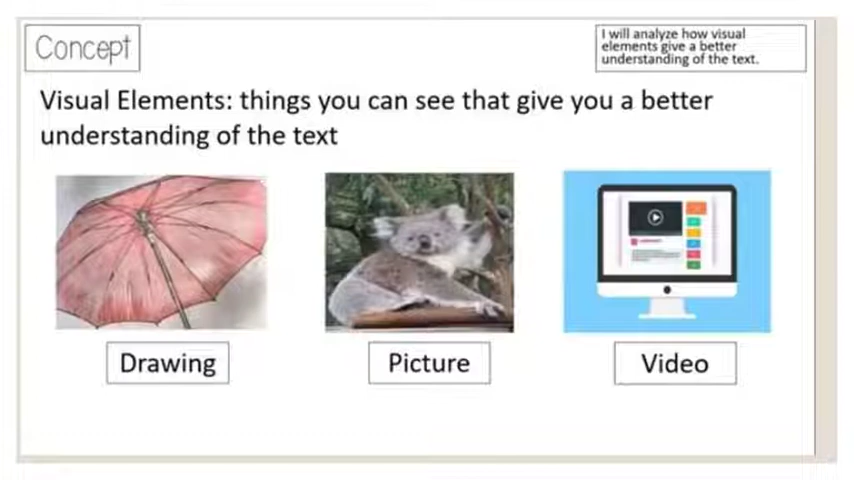 Concept
I will analyze how visual
elements give a better
understanding of the text.
Visual Elements: things you can see that give you a better
understanding of the text
Drawing
Picture
Video